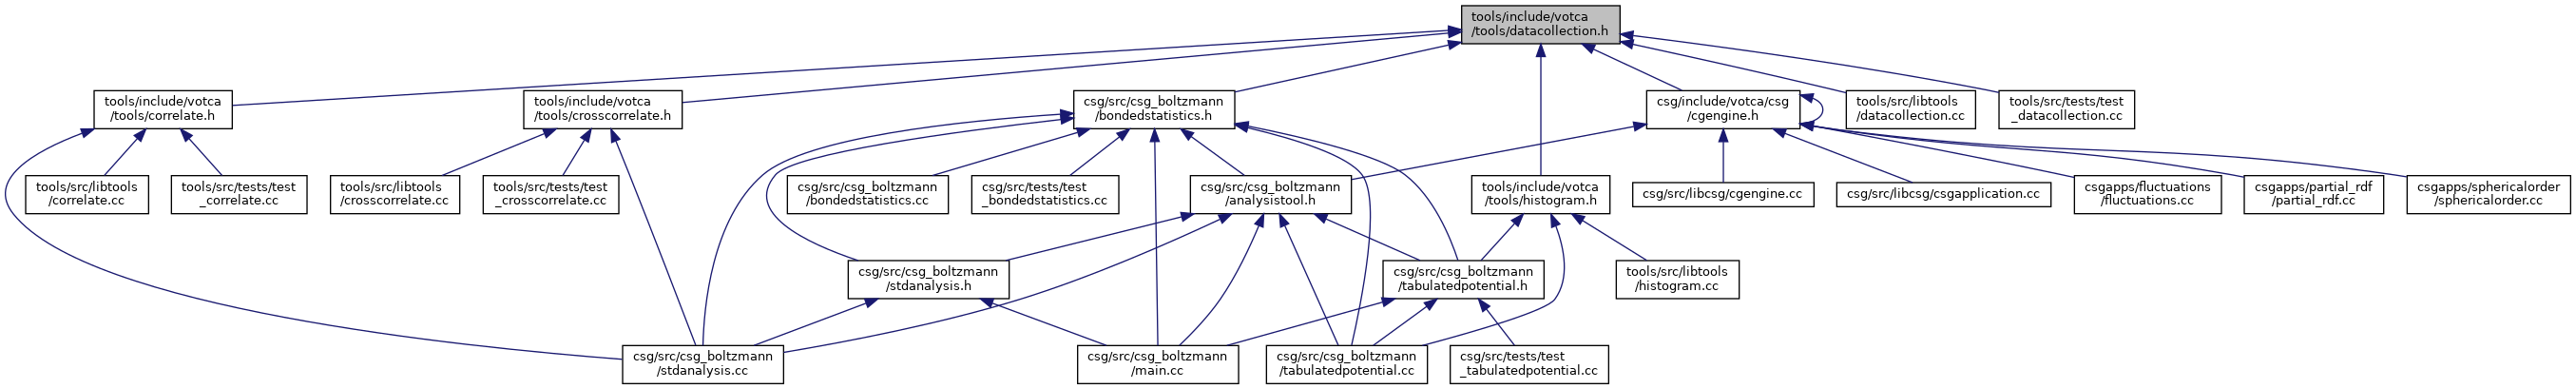 tools/include/votca
/tools/datacollection.h
tools/include/votca
/tools/correlate.h
tools/include/votca
/tools/crosscorrelate.h
csg/src/csg_boltzmann
/bondedstatistics.h
csg/include/votca/csg
/cgengine.h
tools/src/libtools
/datacollection.cc
tools/src/tests/test
_datacollection.cc
tools/src/libtools
/correlate.cc
tools/src/tests/test
_correlate.cc
tools/src/libtools
/crosscorrelate.cc
tools/src/tests/test
_crosscorrelate.cc
csg/src/csg_boltzmann
/bondedstatistics.cc
csg/src/tests/test
_bondedstatistics.cc
csg/src/csg_boltzmann
/analysistool.h
tools/include/votca
/tools/histogram.h
csg/src/libcsg/cgengine.cc
csg/src/libcsg/csgapplication.cc
csgapps/fluctuations
/fluctuations.cc
csgapps/partial_rdf
/partial_rdf.cc
csgapps/sphericalorder
/sphericalorder.cc
csg/src/csg_boltzmann
/stdanalysis.h
csg/src/csg_boltzmann
/tabulatedpotential.h
tools/src/libtools
/histogram.cc
csg/src/csg_boltzmann
/stdanalysis.cc
csg/src/csg_boltzmann
/main.cc
csg/src/csg_boltzmann
/tabulatedpotential.cc
csg/src/tests/test
_tabulatedpotential.cc